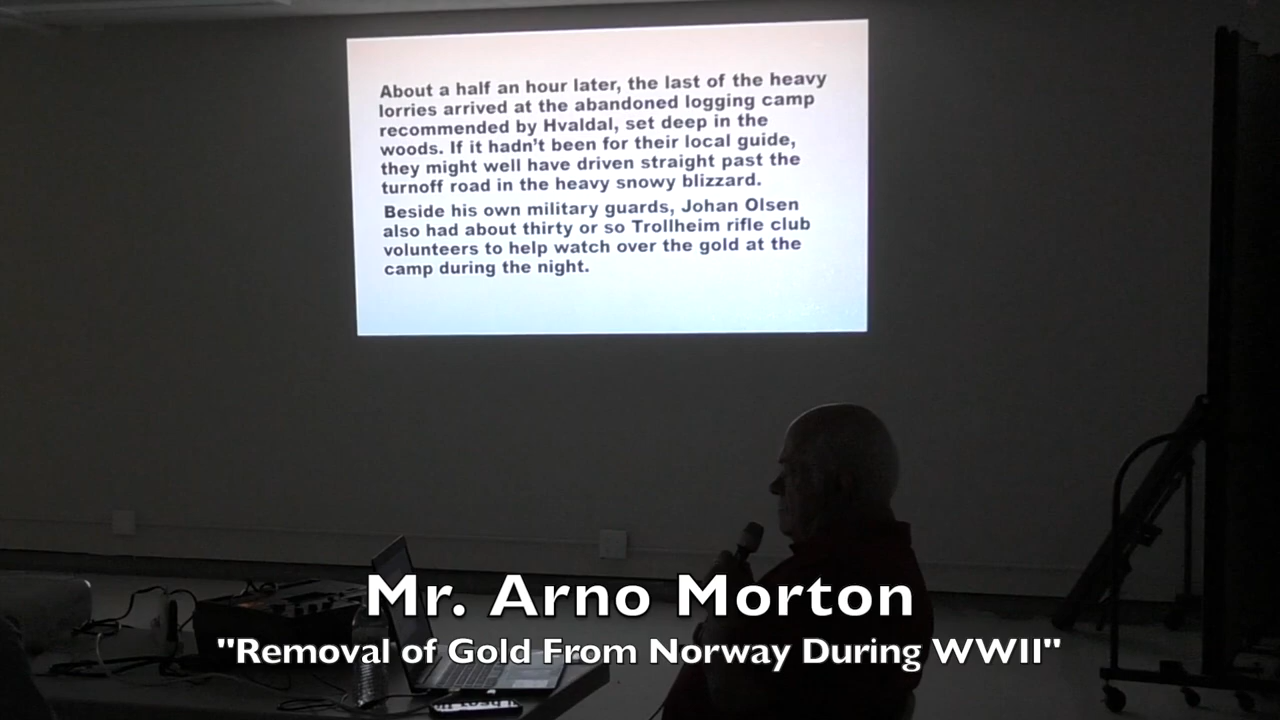 About a half an hour later, the last of the heavy
lorries arrived at the abandoned logging camp
recommended by Hvaldal, set deep in the
woods. If it hadn't been for their local guide,
they might well have driven straight past the
turnoff road in the heavy snowy blizzard.
Beside his own military guards, Johan Olsen
also had about thirty or so Trollheim rifle club
volunteers to help watch over the gold at the
camp during the night.
Mr. Arno Morton
"Removal of Gold From Norway During WWII"